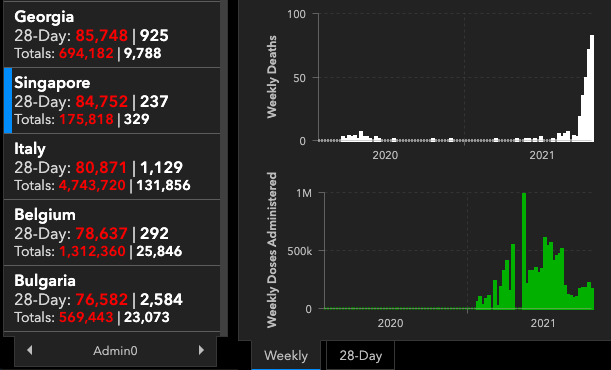 Georgia
28-Day: 85,748 | 925
Totals: 694,182 | 9,788
Singapore
28-Day: 84,752 | 237
Totals: 175,818 | 329
Italy
28-Day: 80,871 | 1,129
Totals: 4,743,720 | 131,856
Belgium
28-Day: 78,637 | 292
Totals: 1,312,360 | 25,846
Bulgaria
28-Day: 76,582 | 2,584
Totals: 569,443 | 23,073
Admin0
Weekly Deaths
100
50
0
2020
2021
Weekly Doses Administered
1M
500k
0
2020
2021
Weekly
28-Day